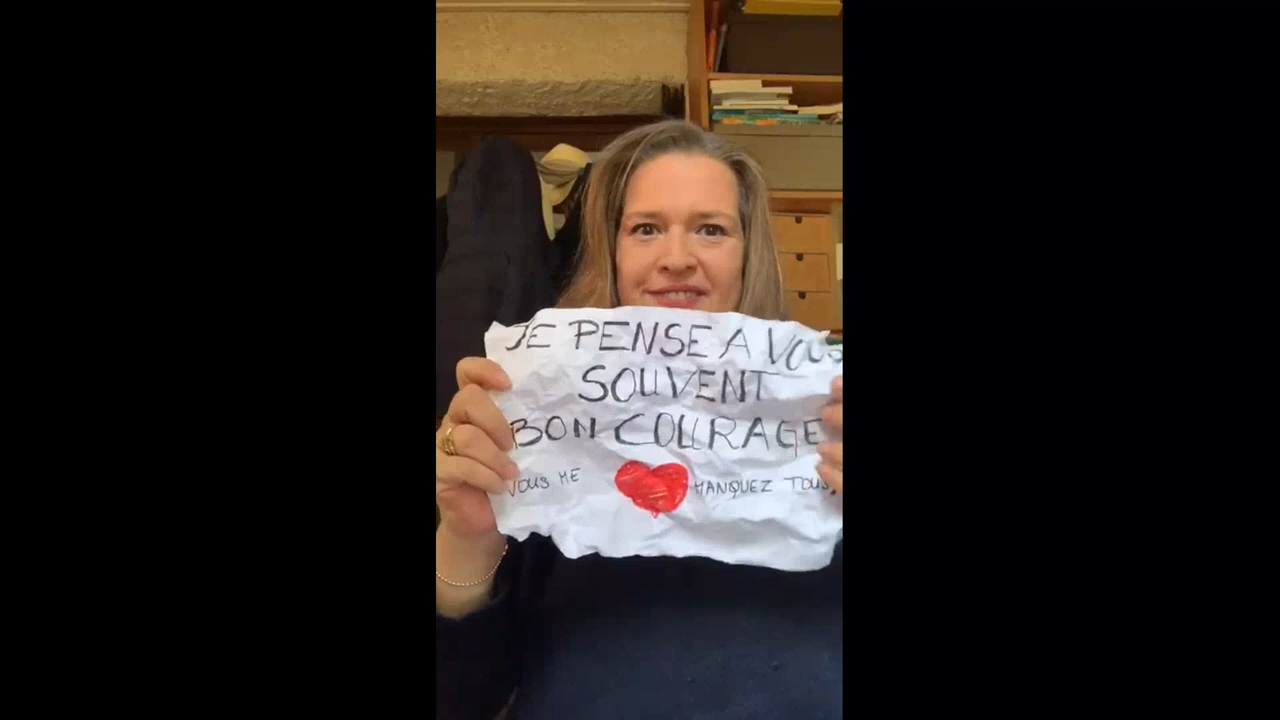 JE PENSE A VOUS
SOUVENT
BON COURAGE
VOUS ME MANQUEZ TOUS,